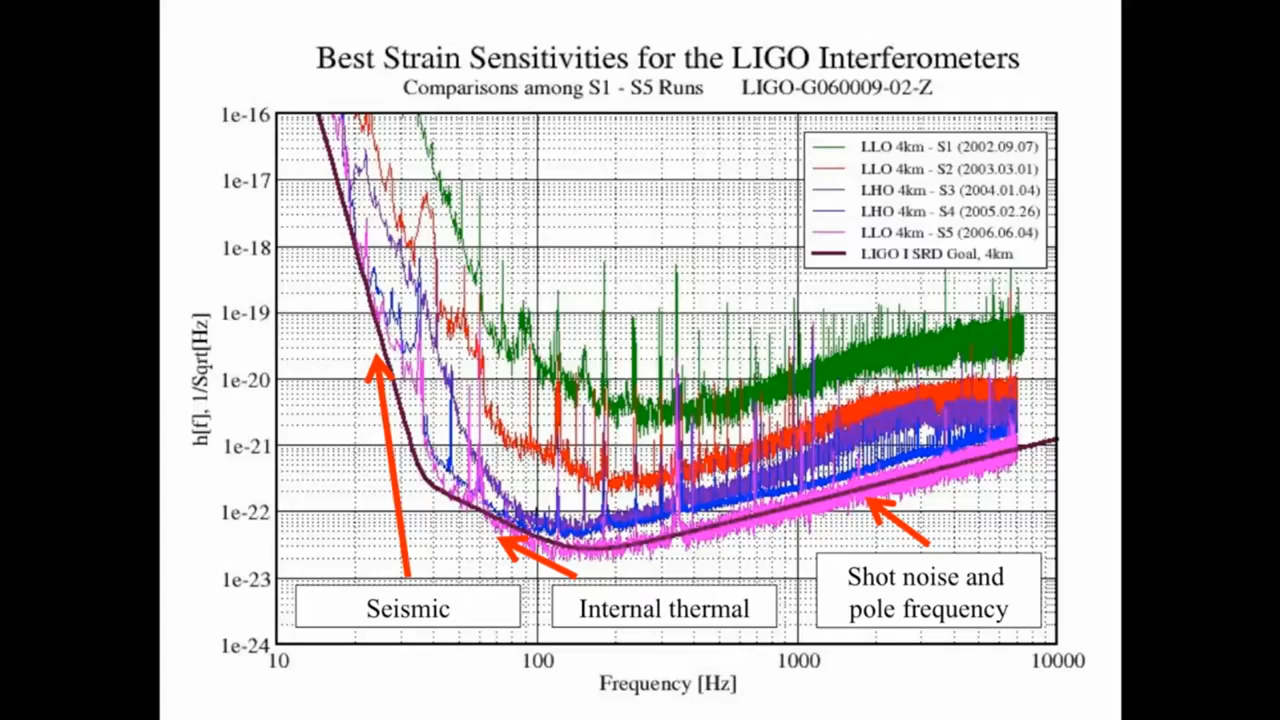 Best Strain Sensitivities for the LIGO Interferometers
Comparisons among S1 - S5 Runs LIGO-G060009-02-Z
h[f], 1/Sqrt[Hz]
1e-16
1e-17
1e-18
1e-19
1e-20
1e-21
1e-22
1e-23
1e-24
LLO 4km - S1 (2002.09.07)
LLO 4km - S2 (2003.03.01)
LHO 4km - S3 (2004.01.04)
LHO 4km - S4 (2005.02.26)
LLO 4km - S5 (2006.06.04)
LIGO I SRD Goal, 4km
Seismic
Internal thermal
Shot noise and
pole frequency
10 100 1000 10000
Frequency [Hz]